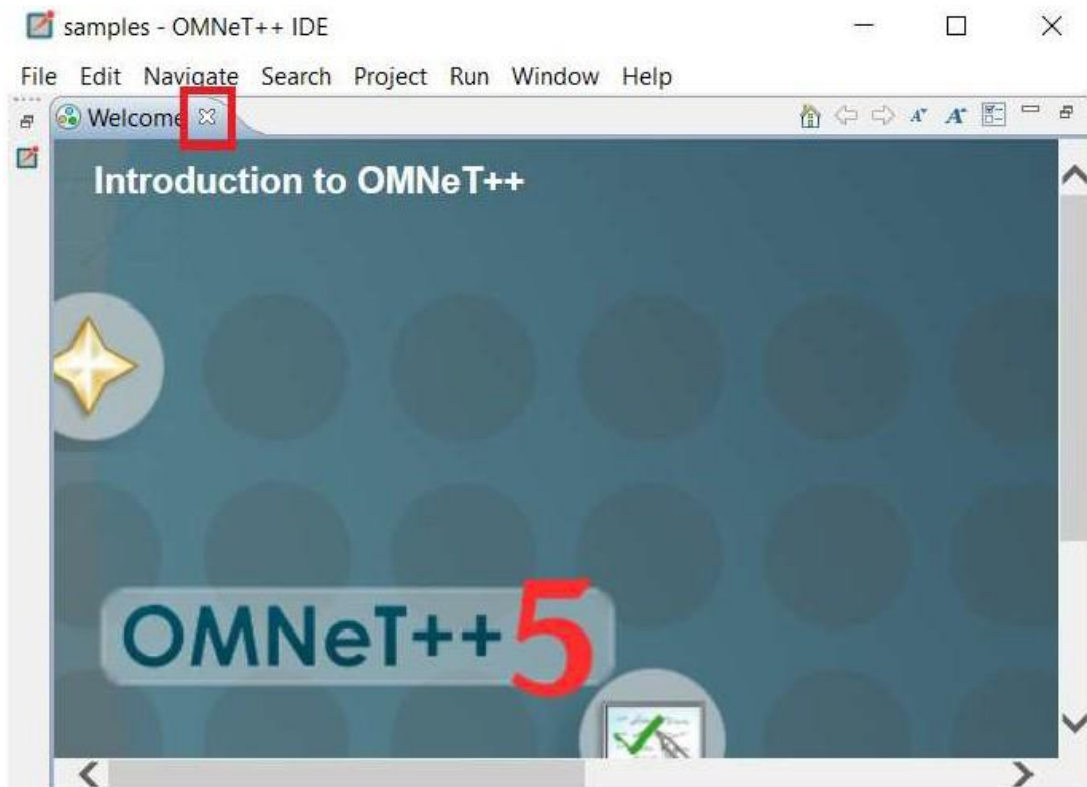 samples - OMNeT++ IDE
File Edit Navigate Search Project Run Window Help
Welcome
Introduction to OMNeT++
OMNeT++ 5